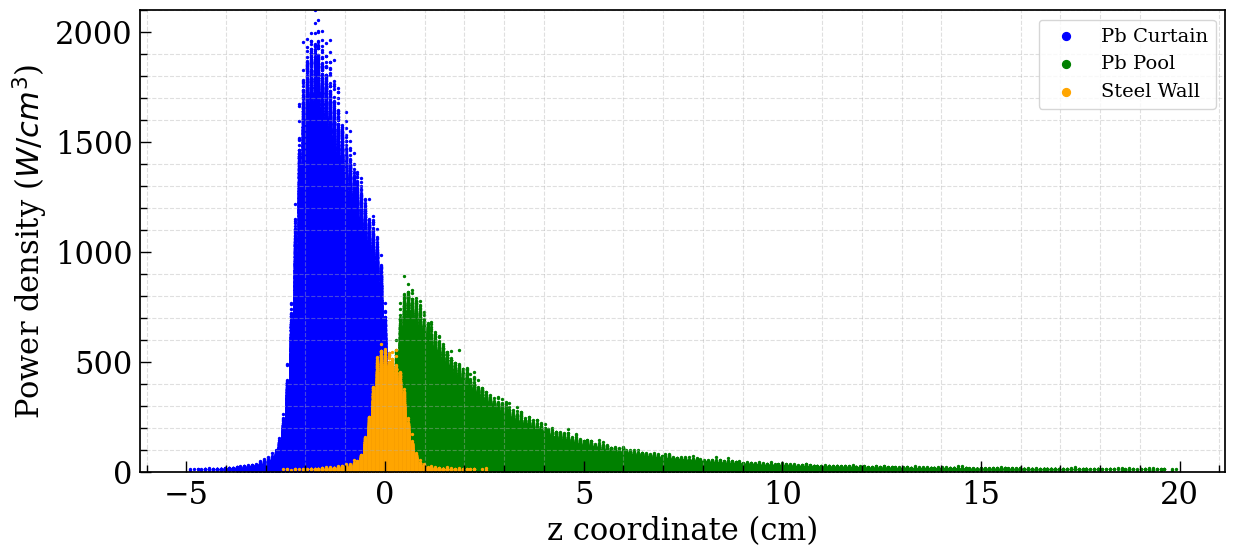 Power density (W/cm³)
2000
1500
1000
500
0
−5
0
5
10
15
20
z coordinate (cm)
Pb Curtain
Pb Pool
Steel Wall